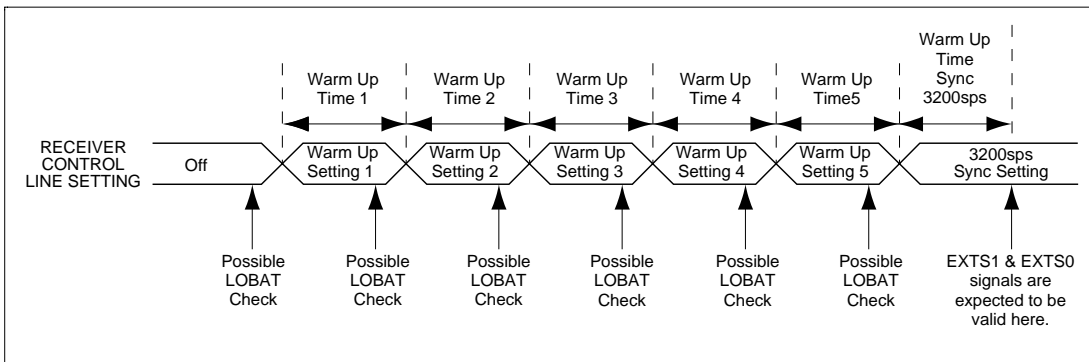 Warm Up
Time
Sync
3200sps
Warm Up
Time 1
Warm Up
Time 2
Warm Up
Time 3
Warm Up
Time 4
Warm Up
Time5
RECEIVER
CONTROL
LINE SETTING
Off
Warm Up
Setting 1
Warm Up
Setting 2
Warm Up
Setting 3
Warm Up
Setting 4
Warm Up
Setting 5
3200sps
Sync Setting
Possible
LOBAT
Check
Possible
LOBAT
Check
Possible
LOBAT
Check
Possible
LOBAT
Check
Possible
LOBAT
Check
Possible
LOBAT
Check
EXTS1 & EXTS0
signals are
expected to be
valid here.